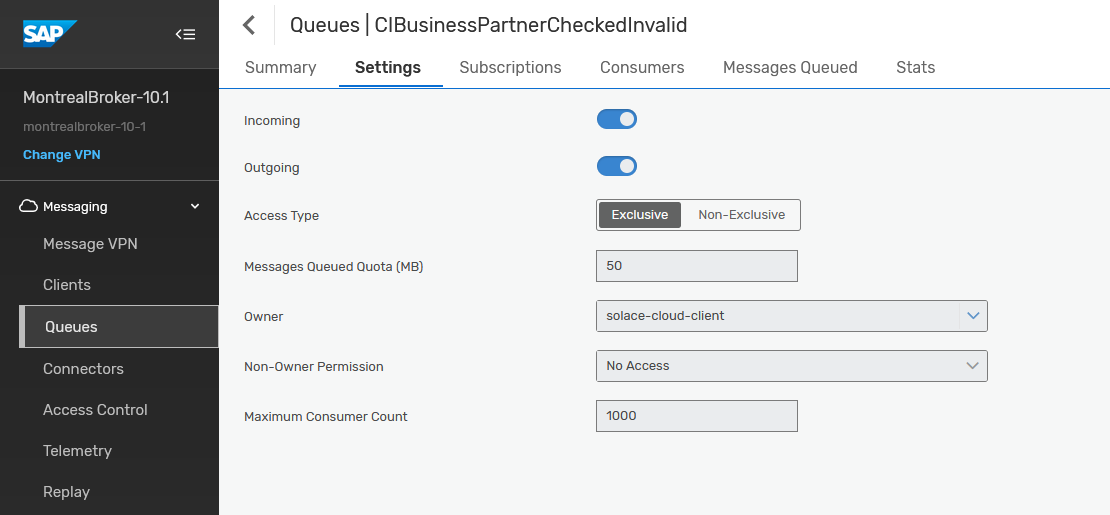 SAP
MontrealBroker-10.1
montrealbroker-10-1
Change VPN
Messaging
Message VPN
Clients
Queues
Connectors
Access Control
Telemetry
Replay
Queues | CIBusinessPartnerCheckedInvalid
Summary Settings Subscriptions Consumers Messages Queued Stats
Incoming
Outgoing
Access Type Exclusive Non-Exclusive
Messages Queued Quota (MB) 50
Owner solace-cloud-client
Non-Owner Permission No Access
Maximum Consumer Count 1000